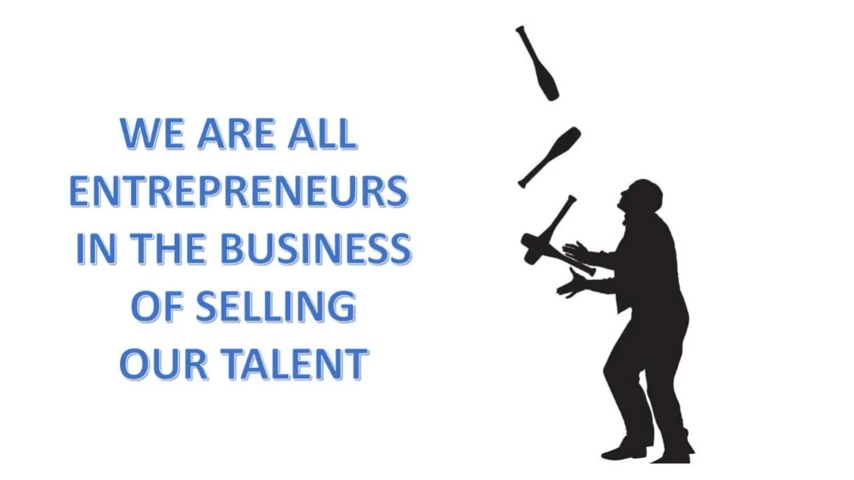 WE ARE ALL
ENTREPRENEURS
IN THE BUSINESS
OF SELLING
OUR TALENT